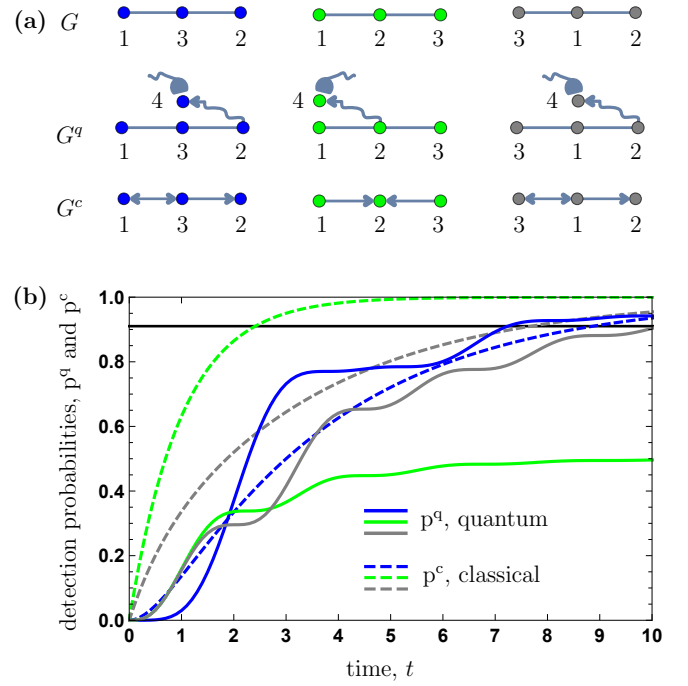 (a) G
1 3 2 1 2 3 3 1 2
4 4 4
G^q
1 3 2 1 2 3 3 1 2
G^c
1 3 2 1 2 3 3 1 2
(b)
detection probabilities, p^q and p^c
1.0
0.8
0.6
0.4
0.2
0.0
p^q, quantum
p^c, classical
0 1 2 3 4 5 6 7 8 9 10
time, t